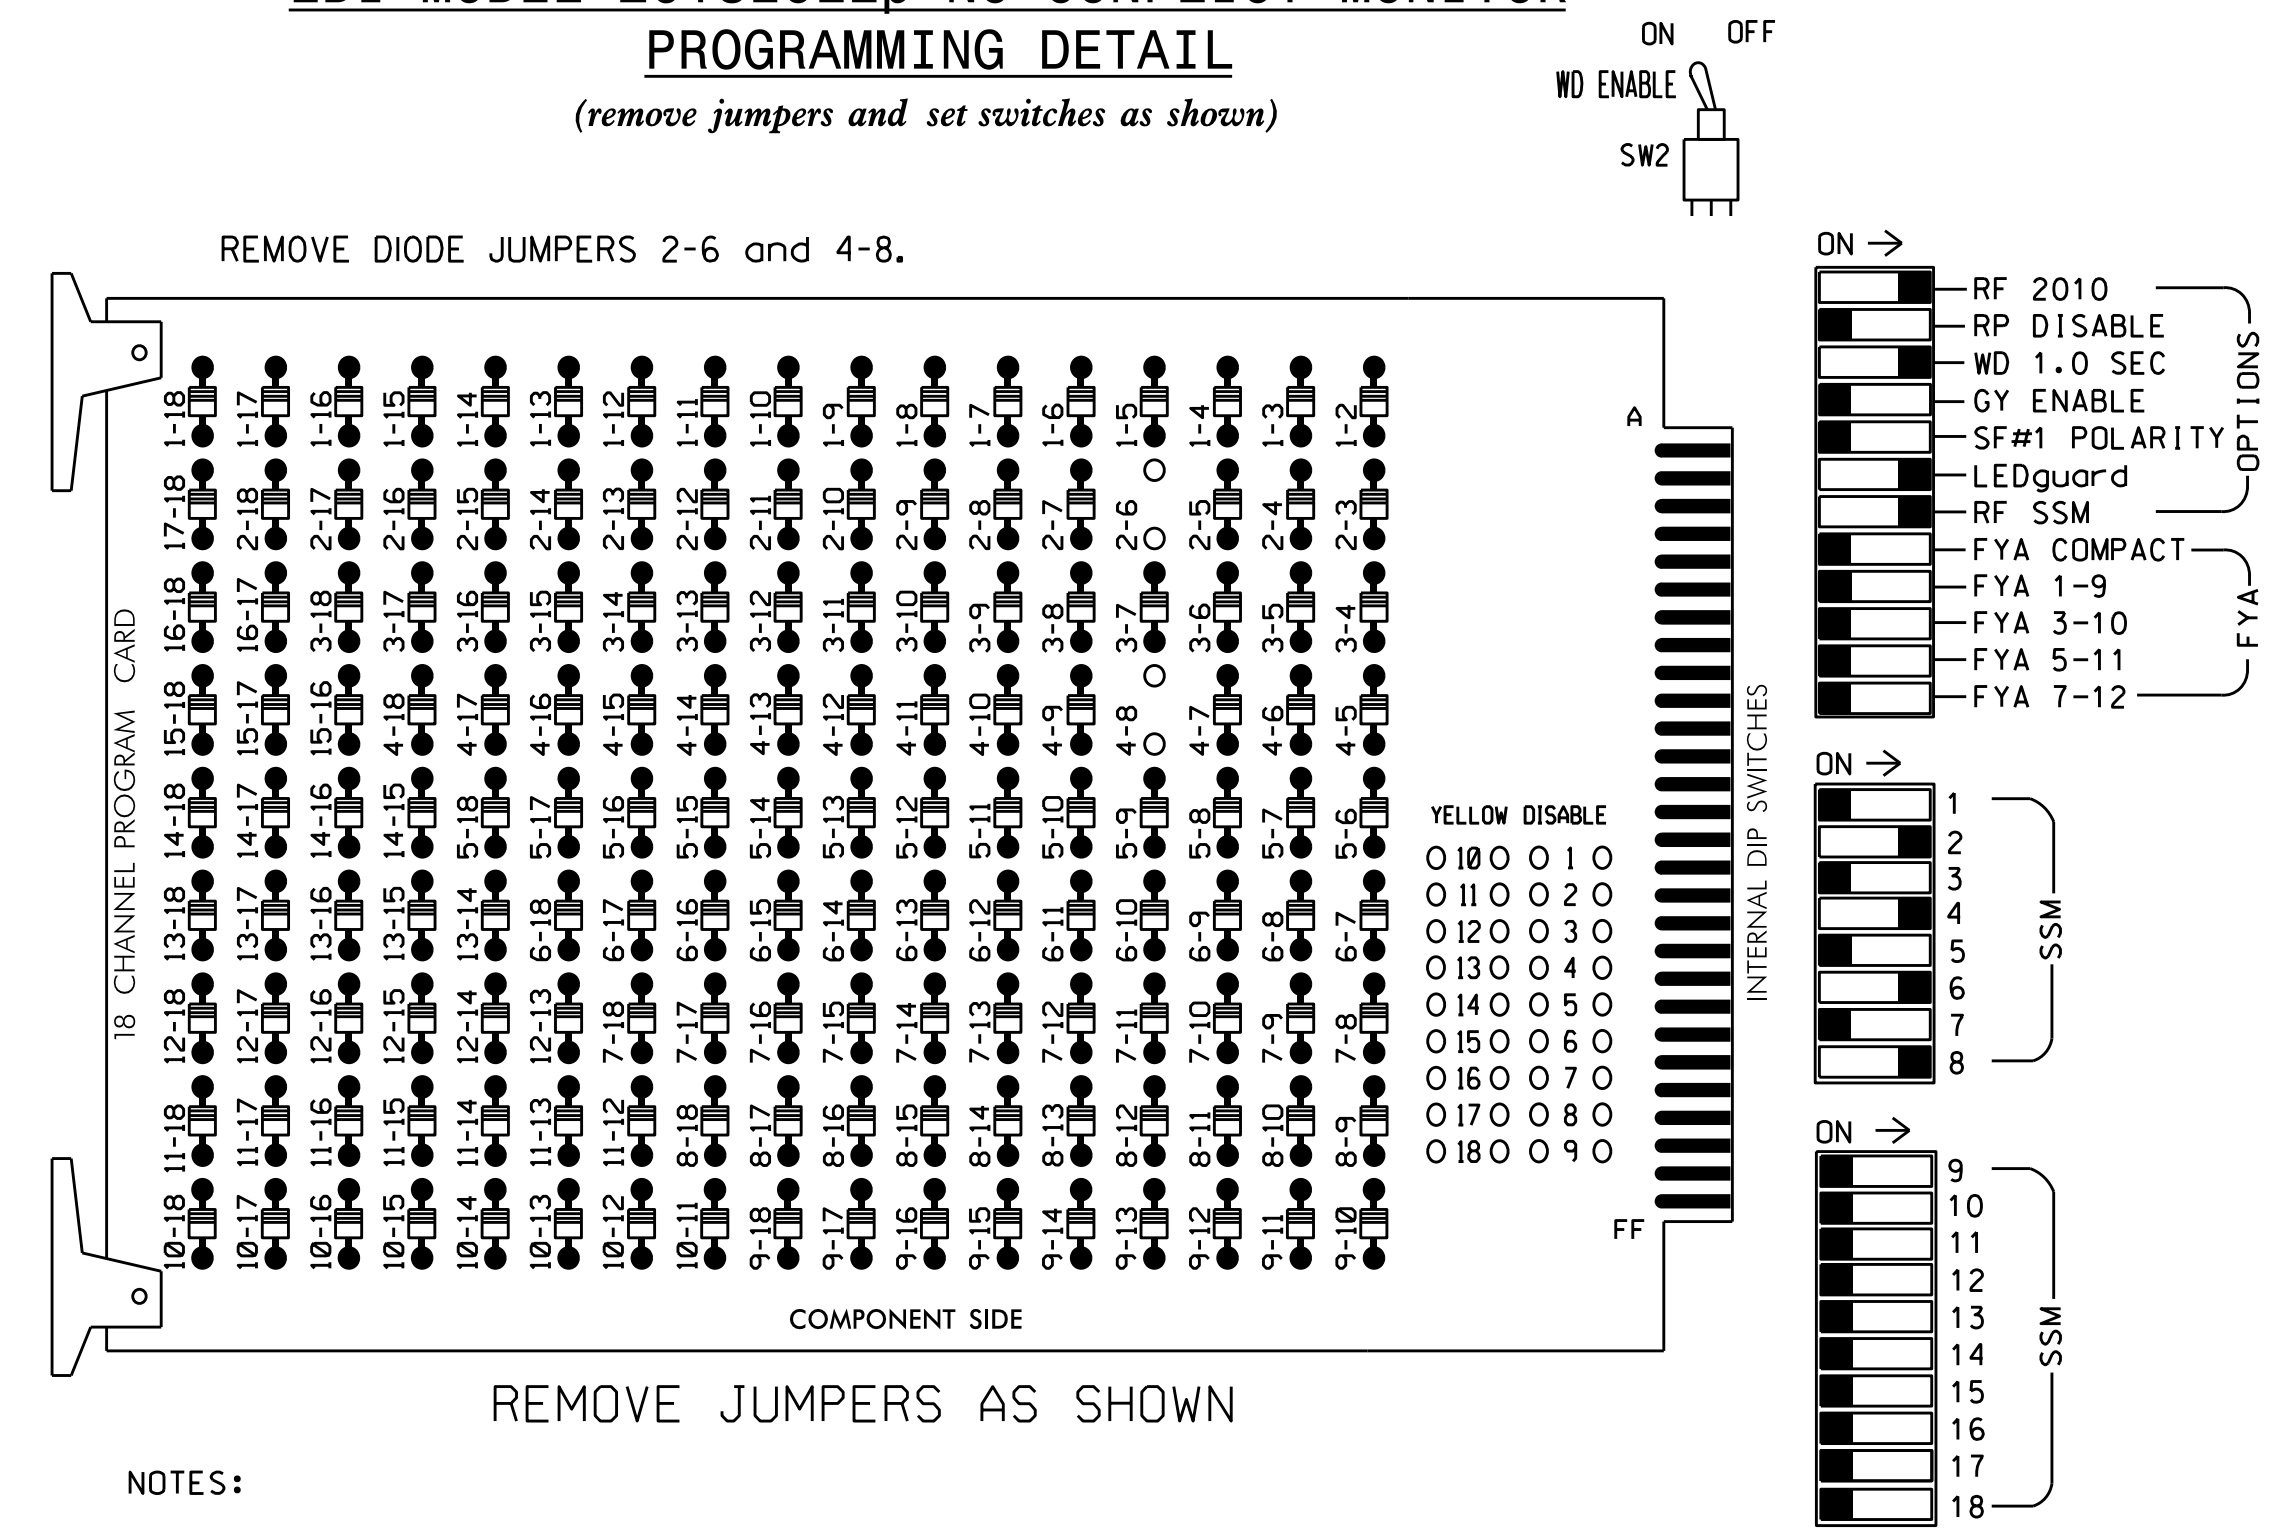 PROGRAMMING DETAIL
(remove jumpers and set switches as shown)
ON OFF
WD ENABLE
SW2
REMOVE DIODE JUMPERS 2-6 and 4-8.
18 CHANNEL PROGRAM CARD
1-18 1-17 1-16 1-15 1-14 1-13 1-12 1-11 1-10 1-9 1-8 1-7 1-6 1-5 1-4 1-3 1-2
17-18 2-18 2-17 2-16 2-15 2-14 2-13 2-12 2-11 2-10 2-9 2-8 2-7 2-6 2-5 2-4 2-3
16-18 16-17 3-18 3-17 3-16 3-15 3-14 3-13 3-12 3-11 3-10 3-9 3-8 3-7 3-6 3-5 3-4
15-18 15-17 15-16 4-18 4-17 4-16 4-15 4-14 4-13 4-12 4-11 4-10 4-9 4-8 4-7 4-6 4-5
14-18 14-17 14-16 14-15 5-18 5-17 5-16 5-15 5-14 5-13 5-12 5-11 5-10 5-9 5-8 5-7 5-6
13-18 13-17 13-16 13-15 13-14 6-18 6-17 6-16 6-15 6-14 6-13 6-12 6-11 6-10 6-9 6-8 6-7
12-18 12-17 12-16 12-15 12-14 12-13 7-18 7-17 7-16 7-15 7-14 7-13 7-12 7-11 7-10 7-9 7-8
11-18 11-17 11-16 11-15 11-14 11-13 11-12 8-18 8-17 8-16 8-15 8-14 8-13 8-12 8-11 8-10 8-9
10-18 10-17 10-16 10-15 10-14 10-13 10-12 10-11 9-18 9-17 9-16 9-15 9-14 9-13 9-12 9-11 9-10
A
YELLOW DISABLE
10 1
11 2
12 3
13 4
14 5
15 6
16 7
17 8
18 9
FF
COMPONENT SIDE
INTERNAL DIP SWITCHES
ON →
RF 2010
RP DISABLE
WD 1.0 SEC
GY ENABLE
SF#1 POLARITY
LEDguard
RF SSM
OPTIONS
FYA COMPACT
FYA 1-9
FYA 3-10
FYA 5-11
FYA 7-12
FYA
ON →
1
2
3
4
5
6
7
8
SSM
ON →
9
10
11
12
13
14
15
16
17
18
SSM
REMOVE JUMPERS AS SHOWN
NOTES: